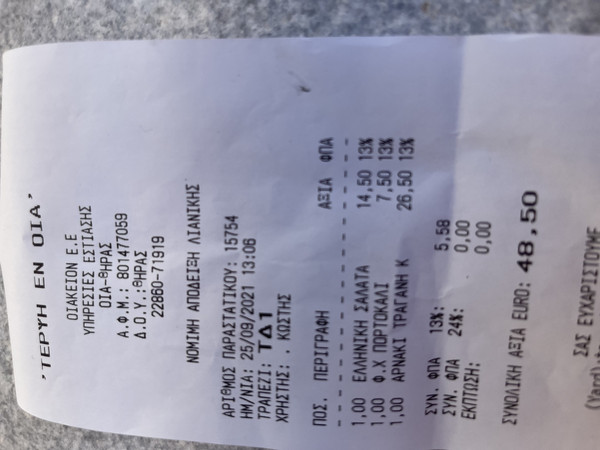 'ΤΕΡΨΗ ΕΝ ΟΙΑ'
ΟΙΑΚΕΙΟΝ Ε.Ε
ΥΠΗΡΕΣΙΕΣ ΕΣΤΙΑΣΗΣ
ΟΙΑ-ΘΗΡΑΣ
Α.Φ.Μ.: 801477059
Δ.Ο.Υ.:ΘΗΡΑΣ
22860-71919
ΝΟΜΙΜΗ ΑΠΟΔΕΙΞΗ ΛΙΑΝΙΚΗΣ
ΑΡΙΘΜΟΣ ΠΑΡΑΣΤΑΤΙΚΟΥ: 15754
ΗΜ/ΝΙΑ: 25/09/2021 13:06
ΤΡΑΠΕΖΙ: ΤΔ1
ΧΡΗΣΤΗΣ: . ΚΩΣΤΗΣ
ΠΟΣ. ΠΕΡΙΓΡΑΦΗ ΑΞΙΑ ΦΠΑ
1,00 ΕΛΛΗΝΙΚΗ ΣΑΛΑΤΑ 14,50 13%
1,00 Φ.Χ ΠΟΡΤΟΚΑΛΙ 7,50 13%
1,00 ΑΡΝΑΚΙ ΤΡΑΓΑΝΗ Κ 26,50 13%
ΣΥΝ. ΦΠΑ 13%: 5,58
ΣΥΝ. ΦΠΑ 24%: 0,00
ΕΚΠΤΩΣΗ: 0,00
ΣΥΝΟΛΙΚΗ ΑΞΙΑ EURO: 48,50
ΣΑΣ ΕΥΧΑΡΙΣΤΟΥΜΕ